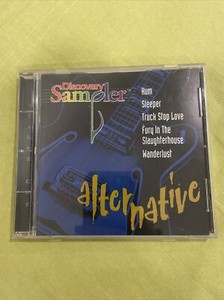 Discovery
Sampler
Hum
Sleeper
Truck Stop Love
Fury In The
Slaughterhouse
Wanderlust
alternative